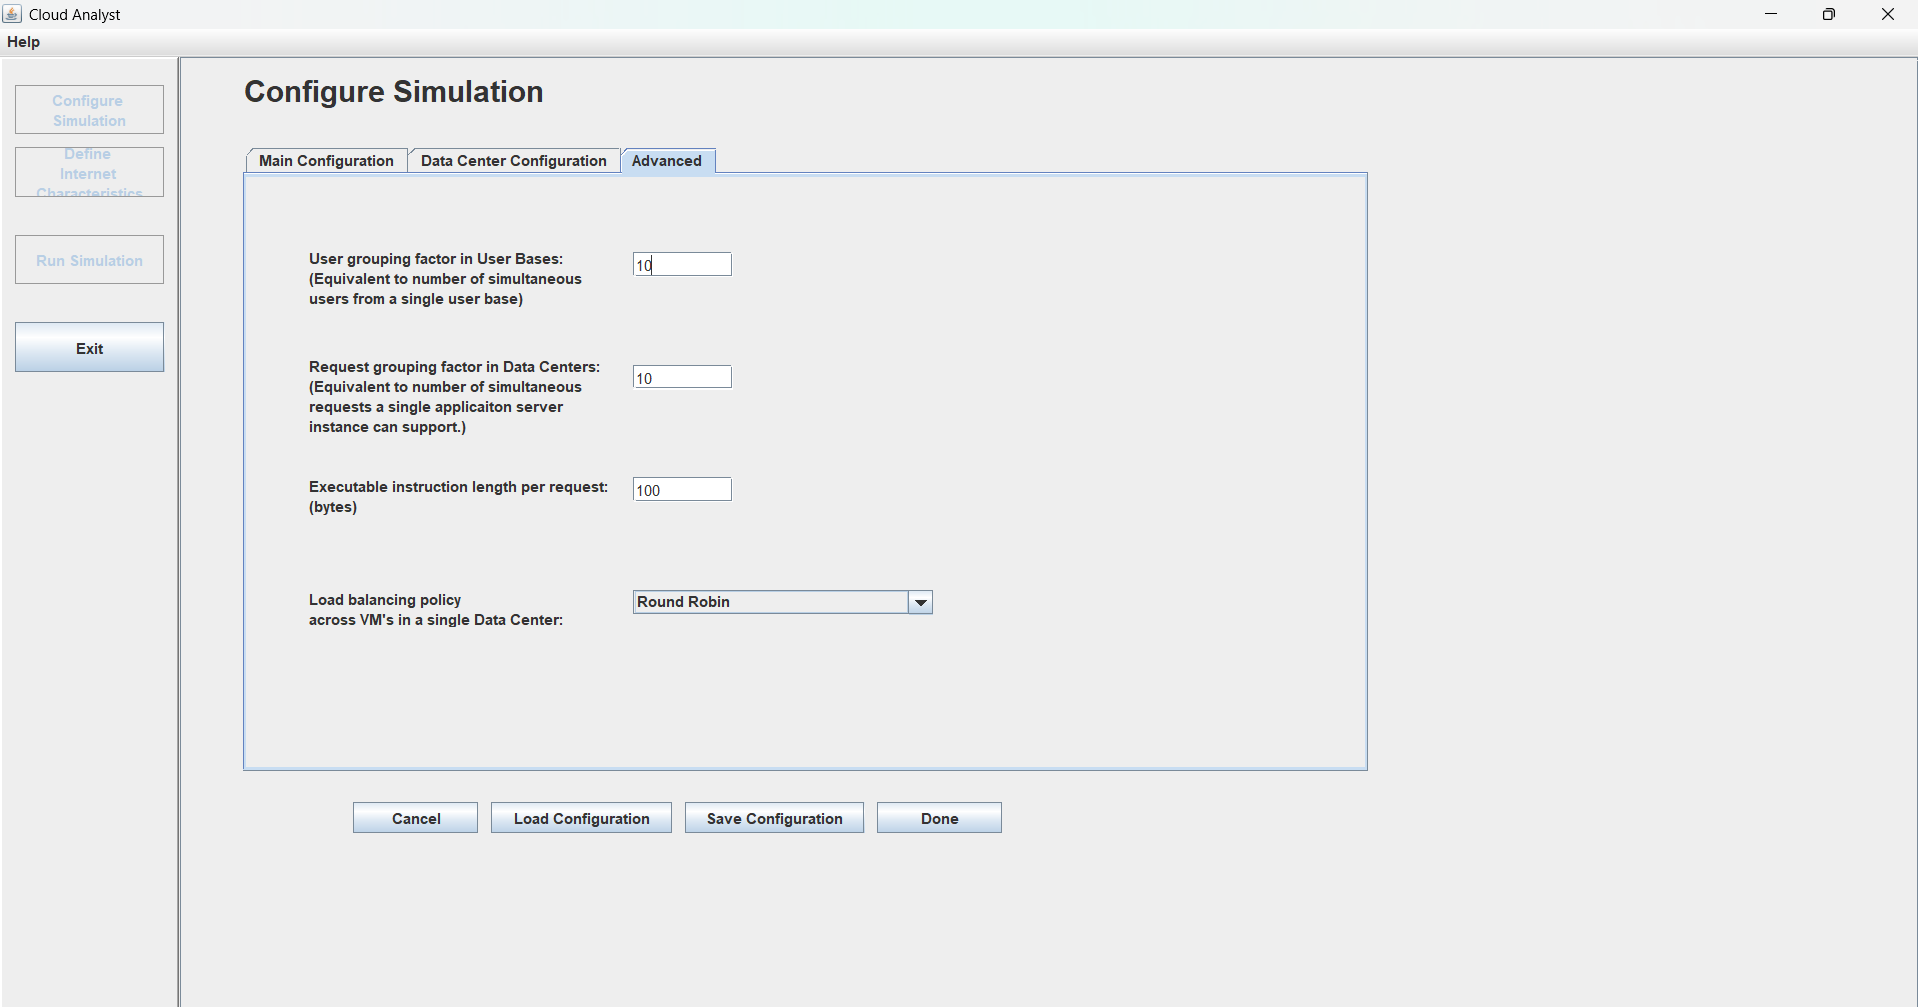 Cloud Analyst
Help
Configure
Simulation
Define
Internet
Characteristics
Run Simulation
Exit
Configure Simulation
Main Configuration
Data Center Configuration
Advanced
User grouping factor in User Bases:
(Equivalent to number of simultaneous
users from a single user base)
10
Request grouping factor in Data Centers:
(Equivalent to number of simultaneous
requests a single applicaiton server
instance can support.)
10
Executable instruction length per request:
(bytes)
100
Load balancing policy
across VM's in a single Data Center:
Round Robin
Cancel
Load Configuration
Save Configuration
Done